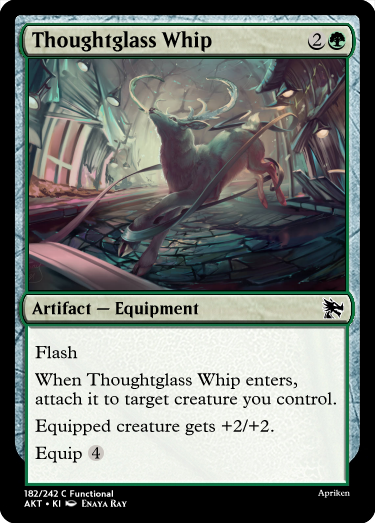 Thoughtglass Whip 2
Artifact — Equipment
Flash
When Thoughtglass Whip enters,
attach it to target creature you control.
Equipped creature gets +2/+2.
Equip 4
182/242 C Functional
Apriken
AKT • KI Enaya Ray